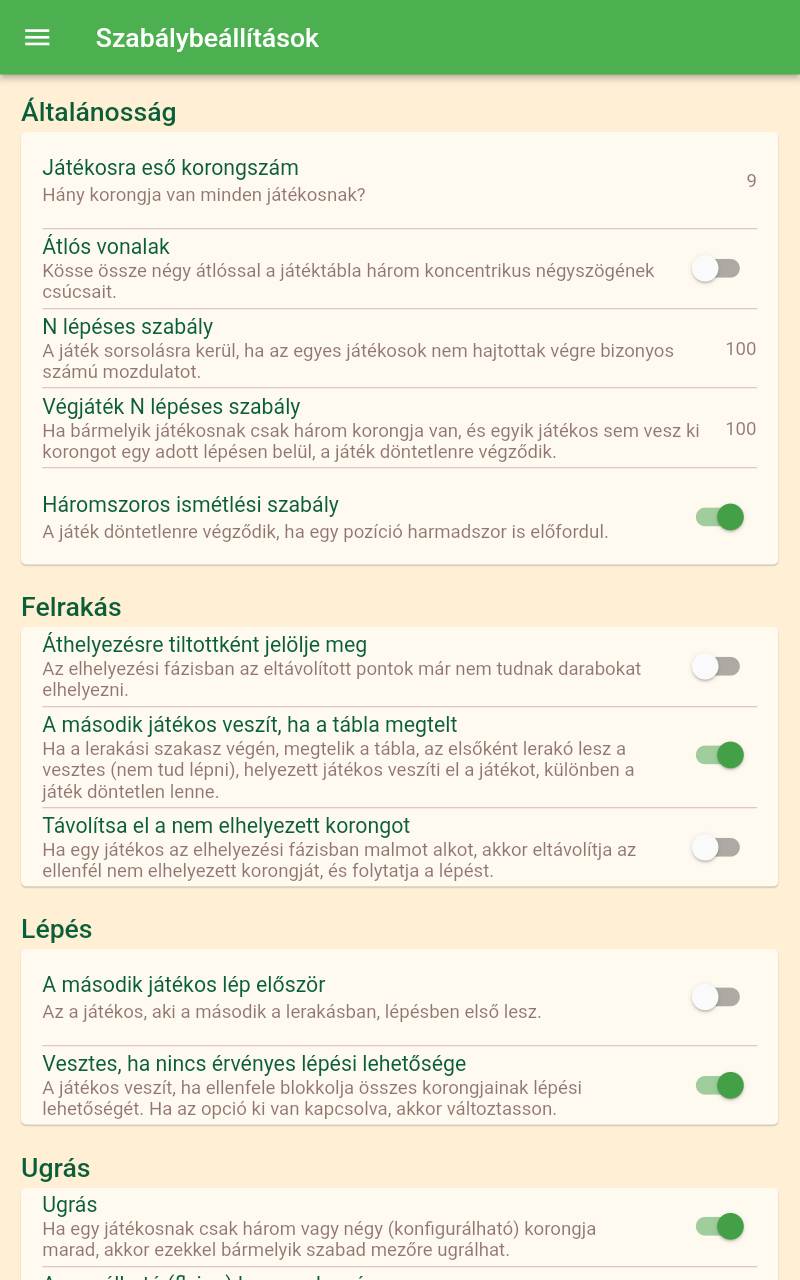 Szabálybeállítások
Általánosság
Játékosra eső korongszám
Hány korongja van minden játékosnak?
9
Átlós vonalak
Kösse össze négy átlóssal a játéktábla három koncentrikus négyszögének
csúcsait.
N lépéses szabály
A játék sorsolásra kerül, ha az egyes játékosok nem hajtottak végre bizonyos
számú mozdulatot.
100
Végjáték N lépéses szabály
Ha bármelyik játékosnak csak három korongja van, és egyik játékos sem vesz ki
korongot egy adott lépésen belül, a játék döntetlenre végződik.
100
Háromszoros ismétlési szabály
A játék döntetlenre végződik, ha egy pozíció harmadszor is előfordul.
Felrakás
Áthelyezésre tiltottként jelölje meg
Az elhelyezési fázisban az eltávolított pontok már nem tudnak darabokat
elhelyezni.
A második játékos veszít, ha a tábla megtelt
Ha a lerakási szakasz végén, megtelik a tábla, az elsőként lerakó lesz a
vesztes (nem tud lépni), helyezett játékos veszíti el a játékot, különben a
játék döntetlen lenne.
Távolítsa el a nem elhelyezett korongot
Ha egy játékos az elhelyezési fázisban malmot alkot, akkor eltávolítja az
ellenfél nem elhelyezett korongját, és folytatja a lépést.
Lépés
A második játékos lép először
Az a játékos, aki a második a lerakásban, lépésben első lesz.
Vesztes, ha nincs érvényes lépési lehetősége
A játékos veszít, ha ellenfele blokkolja összes korongjainak lépési
lehetőségét. Ha az opció ki van kapcsolva, akkor változtasson.
Ugrás
Ugrás
Ha egy játékosnak csak három vagy négy (konfigurálható) korongja
marad, akkor ezekkel bármelyik szabad mezőre ugrálhat.